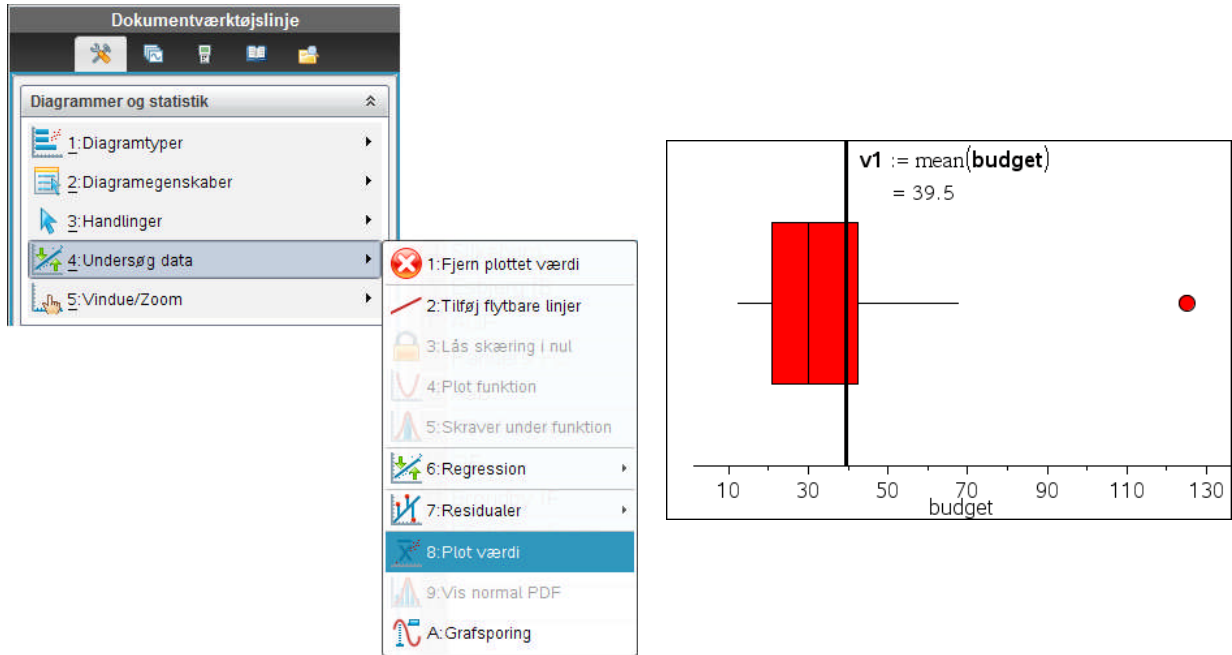 Dokumentværktøjslinje
Diagrammer og statistik
1:Diagramtyper
2:Diagramegenskaber
3:Handlinger
4:Undersøg data
5:Vindue/Zoom
1:Fjern plottet værdi
2:Tilføj flytbare linjer
3:Lås skæring i nul
4:Plot funktion
5:Skraver under funktion
6:Regression
7:Residualer
8:Plot værdi
9:Vis normal PDF
A:Grafsporing
v1 := mean(budget)
= 39.5
10 30 50 70 90 110 130
budget